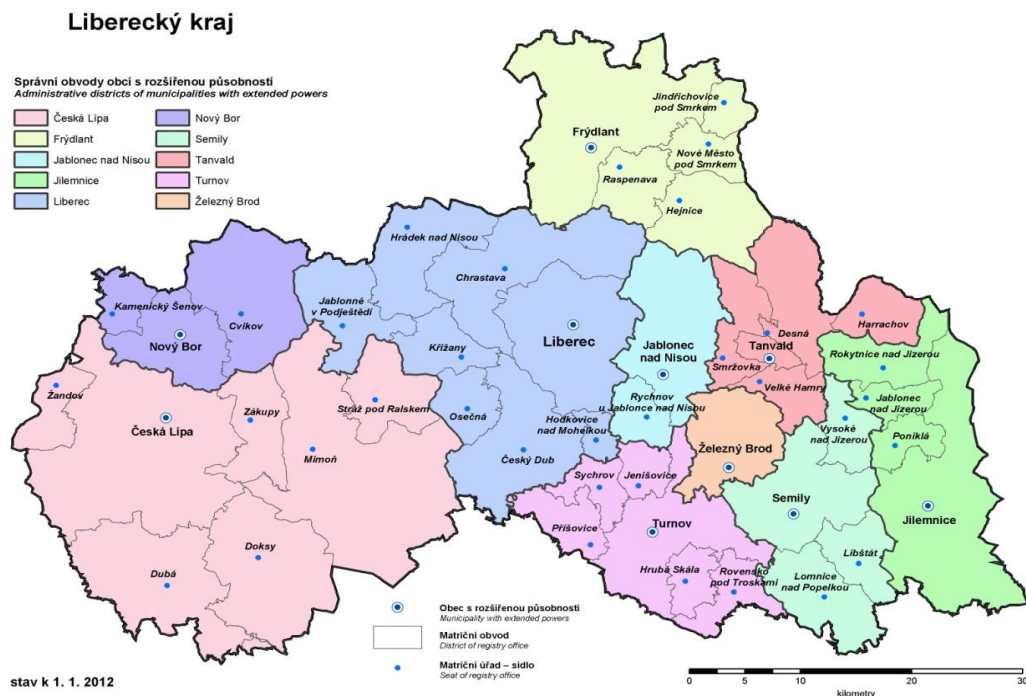 Liberecký kraj
Správní obvody obcí s rozšířenou působností
Administrative districts of municipalities with extended powers
Česká Lípa
Frýdlant
Jablonec nad Nisou
Jilemnice
Liberec
Nový Bor
Semily
Tanvald
Turnov
Železný Brod
Jindřichovice
pod Smrkem
Frýdlant
Nové Město
pod Smrkem
Raspenava
Hejnice
Hrádek nad Nisou
Chrastava
Jablonné
v Podještědí
Kamenický Šenov
Cvikov
Nový Bor
Liberec
Křižany
Jablonec
nad Nisou
Desná
Tanvald
Harrachov
Smržovka
Rokytnice nad Jizerou
Velké Hamry
Žandov
Rychnov
u Jablonce nad Nisou
Jablonec
nad Jizerou
Stráž pod Ralskem
Zákupy
Osečná
Hodkovice
nad Mohelkou
Česká Lípa
Vysoké
nad Jizerou
Poniklá
Mimoň
Český Dub
Železný Brod
Sychrov
Jenišovice
Semily
Jilemnice
Příšovice
Turnov
Doksy
Libštát
Dubá
Hrubá Skála
Rovensko
pod Troskami
Lomnice
nad Popelkou
Obec s rozšířenou působností
Municipality with extended powers
Matriční obvod
District of registry office
Matriční úřad – sídlo
Seat of registry office
stav k 1. 1. 2012
0 10 20 30
kilometry